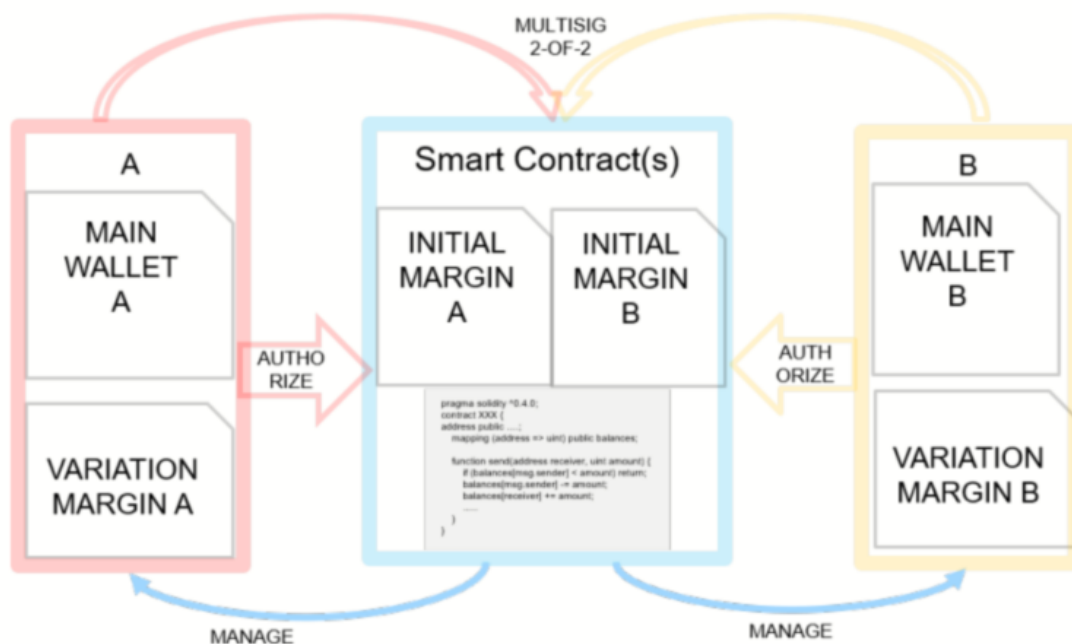 MULTISIG
2-OF-2
A
MAIN
WALLET
A
VARIATION
MARGIN A
AUTHO
RIZE
Smart Contract(s)
INITIAL
MARGIN
A
INITIAL
MARGIN
B
pragma solidity ^0.4.0;
contract XXX {
address public ....;
mapping (address => uint) public balances;
function send(address receiver, uint amount) {
if (balances[msg.sender] < amount) return;
balances[msg.sender] -= amount;
balances[receiver] += amount;
......
}
}
AUTH
ORIZE
B
MAIN
WALLET
B
VARIATION
MARGIN B
MANAGE
MANAGE